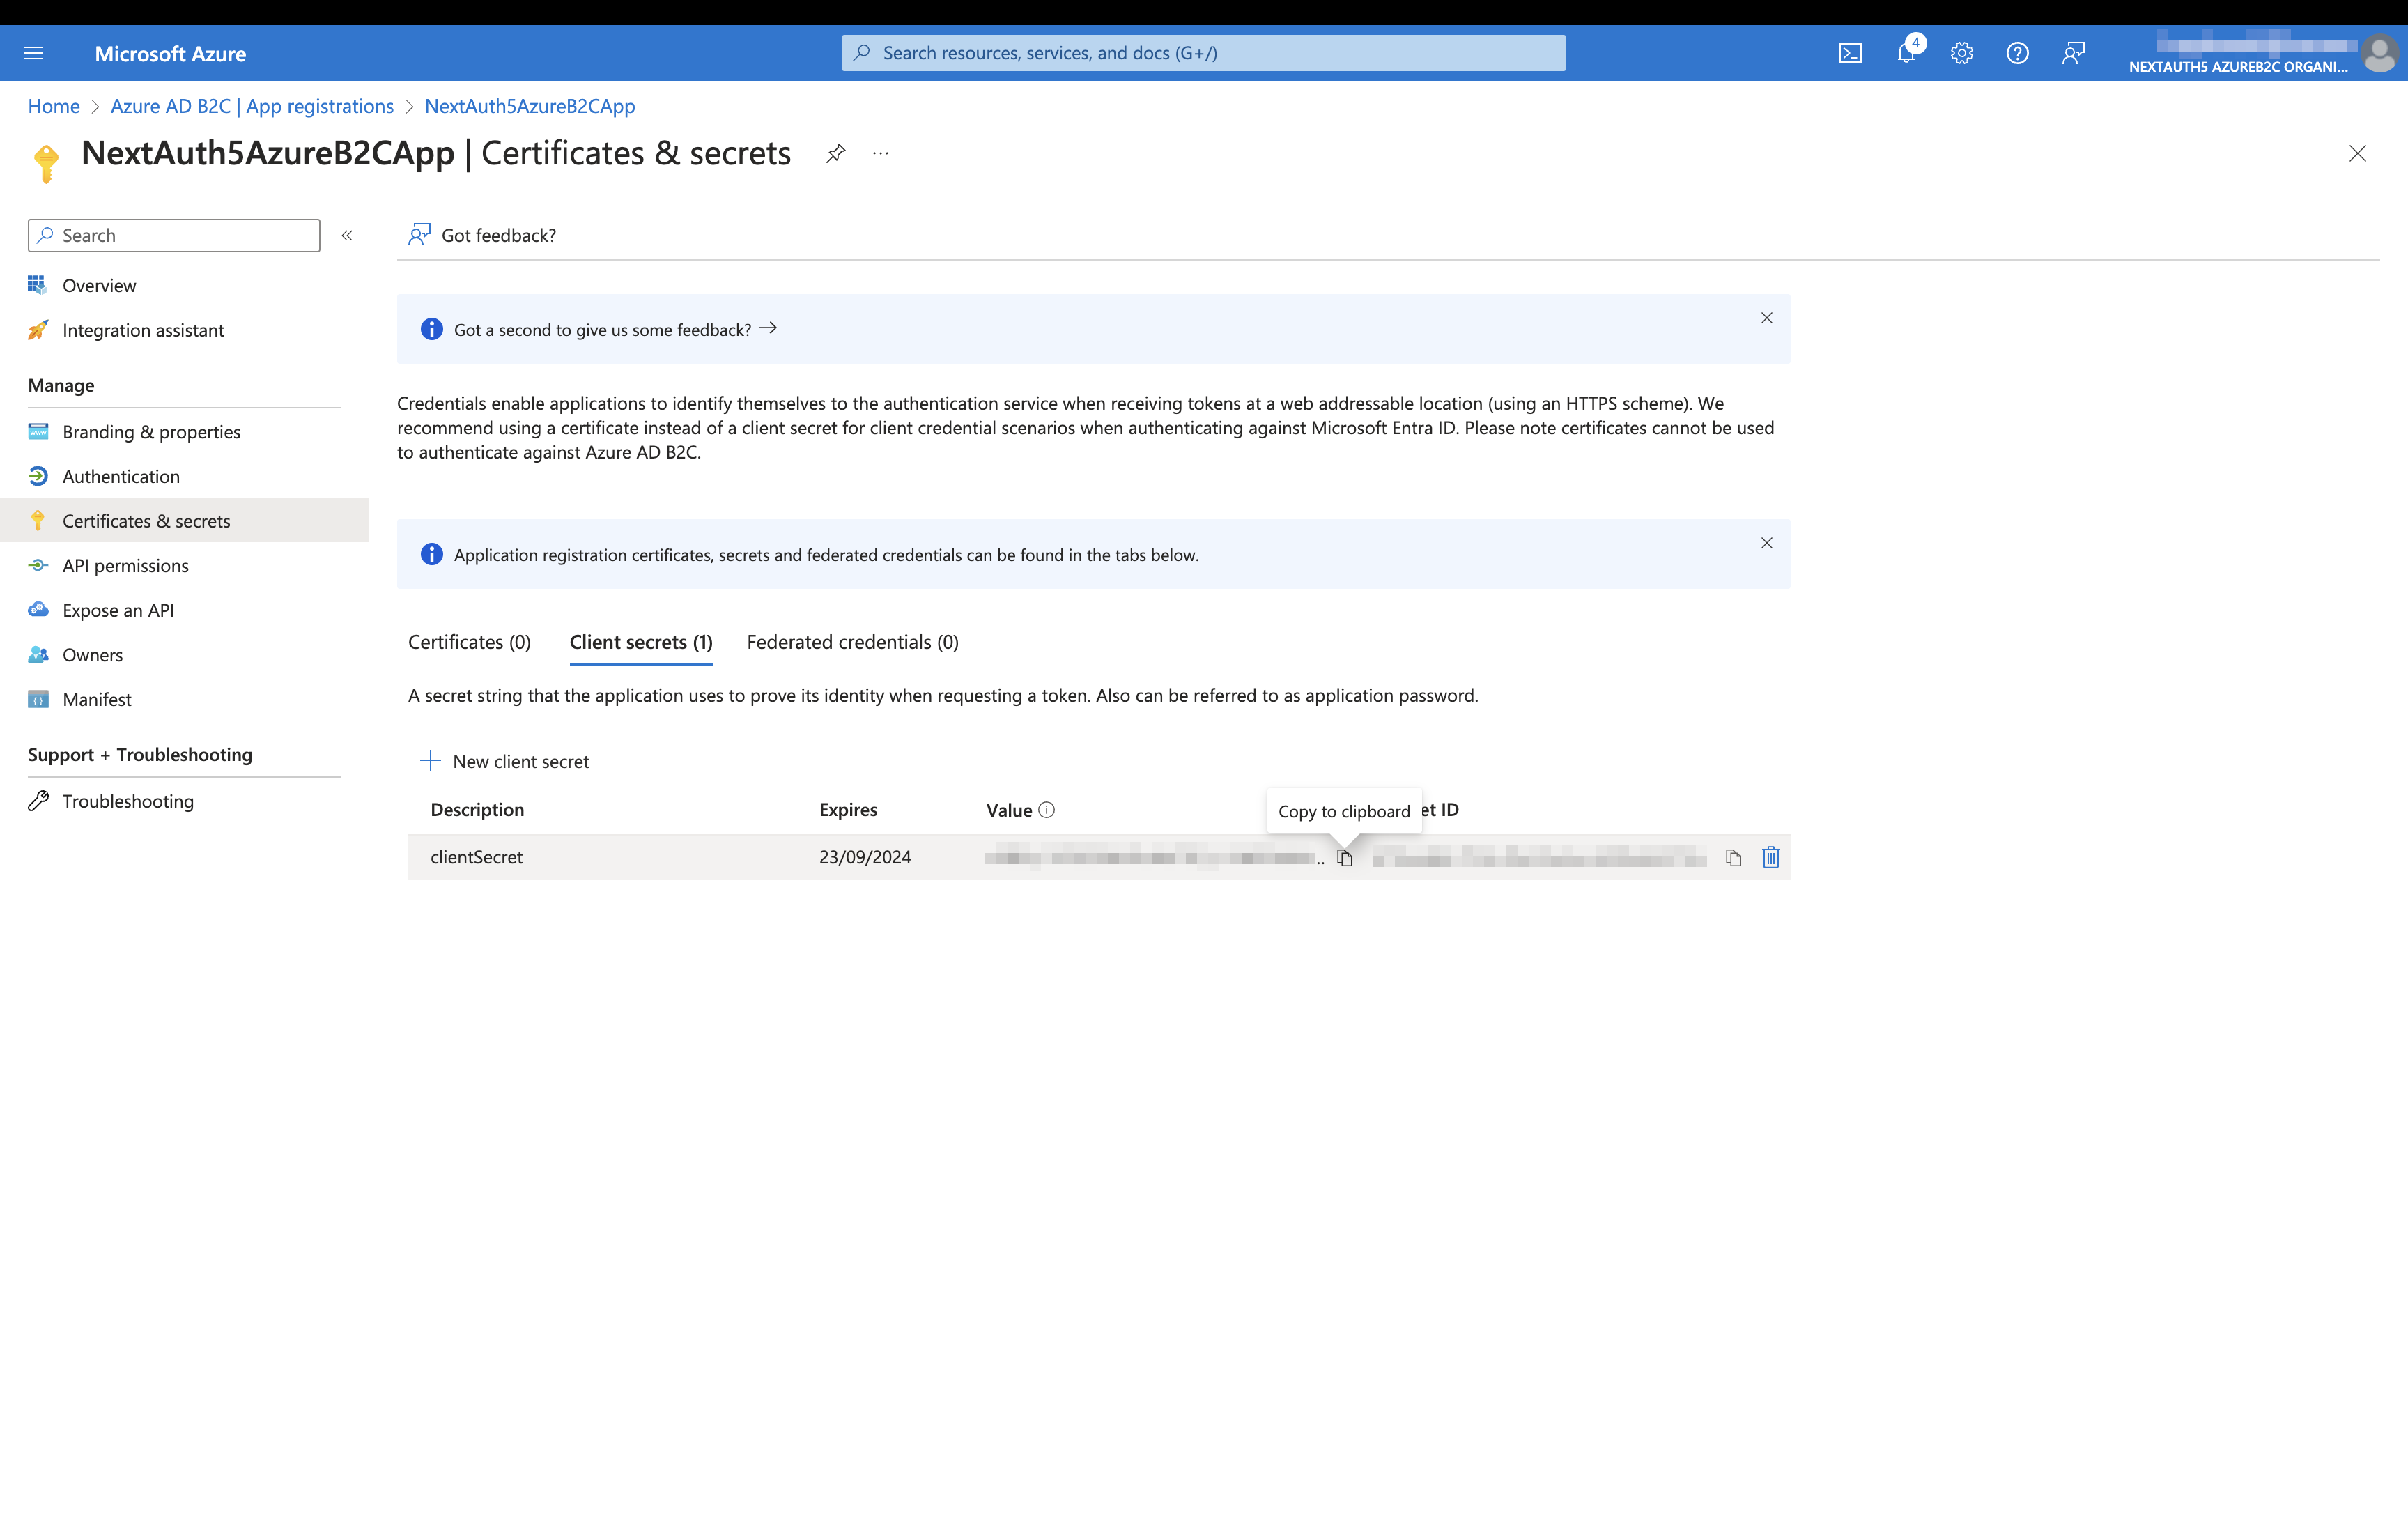 Microsoft Azure
Search resources, services, and docs (G+/)
4
NEXTAUTH5 AZUREB2C ORGANI...
Home > Azure AD B2C | App registrations > NextAuth5AzureB2CApp
NextAuth5AzureB2CApp | Certificates & secrets
Search
Got feedback?
Overview
Integration assistant
Manage
Branding & properties
Authentication
Certificates & secrets
API permissions
Expose an API
Owners
Manifest
Support + Troubleshooting
Troubleshooting
Got a second to give us some feedback?
Credentials enable applications to identify themselves to the authentication service when receiving tokens at a web addressable location (using an HTTPS scheme). We
recommend using a certificate instead of a client secret for client credential scenarios when authenticating against Microsoft Entra ID. Please note certificates cannot be used
to authenticate against Azure AD B2C.
Application registration certificates, secrets and federated credentials can be found in the tabs below.
Certificates (0) Client secrets (1) Federated credentials (0)
A secret string that the application uses to prove its identity when requesting a token. Also can be referred to as application password.
New client secret
Copy to clipboard
Description Expires Value et ID
clientSecret 23/09/2024